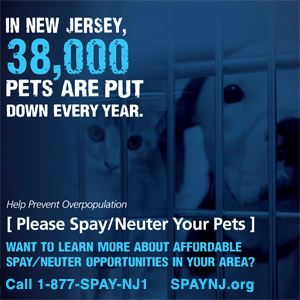 IN NEW JERSEY,
38,000
PETS ARE PUT
DOWN EVERY YEAR.
Help Prevent Overpopulation
[ Please Spay/Neuter Your Pets ]
WANT TO LEARN MORE ABOUT AFFORDABLE
SPAY/NEUTER OPPORTUNITIES IN YOUR AREA?
Call 1-877-SPAY-NJ1 SPAYNJ.org